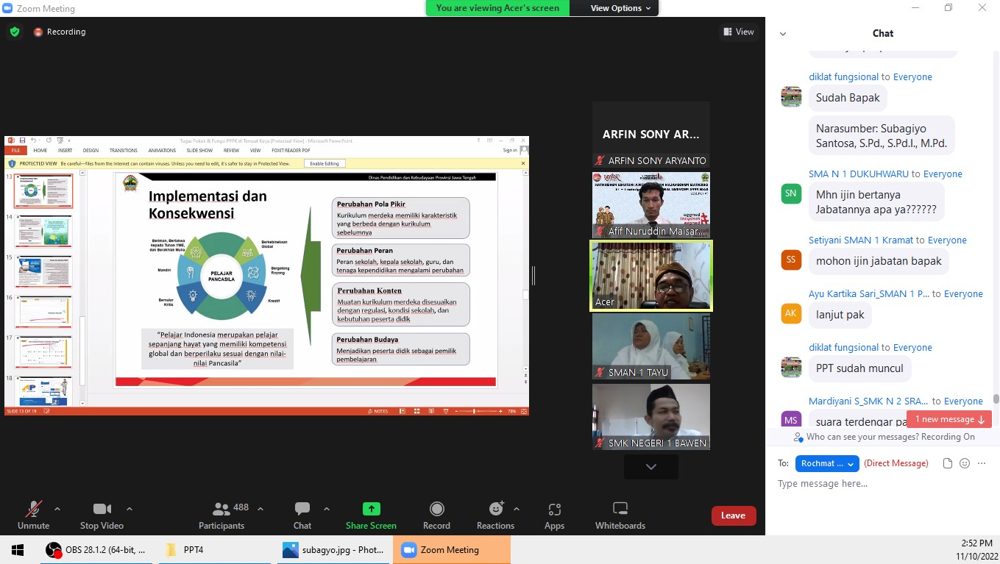 Zoom Meeting
You are viewing Acer's screen
View Options
Recording
View
Tugas Pokok & Fungsi PPPK di Tempat Kerja [Protected View] - Microsoft PowerPoint
FILE
HOME
INSERT
DESIGN
TRANSITIONS
ANIMATIONS
SLIDE SHOW
REVIEW
VIEW
FOXIT READER PDF
Sign in
PROTECTED VIEW Be careful—files from the Internet can contain viruses. Unless you need to edit, it's safer to stay in Protected View.
Enable Editing
13
14
15
16
17
18
Dinas Pendidikan dan Kebudayaan Provinsi Jawa Tengah
Implementasi dan
Konsekwensi
Beriman, Bertakwa
kepada Tuhan YME,
dan Berakhlak Mulia
Mandiri
Bernalar
Kritis
PELAJAR
PANCASILA
Berkebinekaan
Global
Bergotong
Royong
Kreatif
“Pelajar Indonesia merupakan pelajar
sepanjang hayat yang memiliki kompetensi
global dan berperilaku sesuai dengan nilai-
nilai Pancasila”
Perubahan Pola Pikir
Kurikulum merdeka memiliki karakteristik
yang berbeda dengan kurikulum
sebelumnya
Perubahan Peran
Peran sekolah, kepala sekolah, guru, dan
tenaga kependidikan mengalami perubahan
Perubahan Konten
Muatan kurikulum merdeka disesuaikan
dengan regulasi, kondisi sekolah, dan
kebutuhan peserta didik
Perubahan Budaya
Menjadikan peserta didik sebagai pemilik
pembelajaran
SLIDE 13 OF 19
NOTES
78%
ARFIN SONY AR...
ARFIN SONY ARYANTO
Afif Nuruddin Maisar...
Acer
SMAN 1 TAYU
SMK NEGERI 1 BAWEN
Chat
diklat fungsional to Everyone
Sudah Bapak
Narasumber: Subagiyo
Santosa, S.Pd., S.Pd.I., M.Pd.
SMA N 1 DUKUHWARU to Everyone
SN
Mhn ijin bertanya
Jabatannya apa ya??????
Setiyani SMAN 1 Kramat to Everyone
SS
mohon ijin jabatan bapak
Ayu Kartika Sari_SMAN 1 P... to Everyone
AK
lanjut pak
diklat fungsional to Everyone
PPT sudah muncul
Mardiyani S_SMK N 2 SRA... to Everyone
MS
suara terdengar pa
1 new message
Who can see your messages? Recording On
To: Rochmat ... (Direct Message)
Type message here...
Unmute
Stop Video
488
Participants
Chat
Share Screen
Record
Reactions
Apps
Whiteboards
Leave
OBS 28.1.2 (64-bit, ...
PPT4
subagyo.jpg - Phot...
Zoom Meeting
2:52 PM
11/10/2022